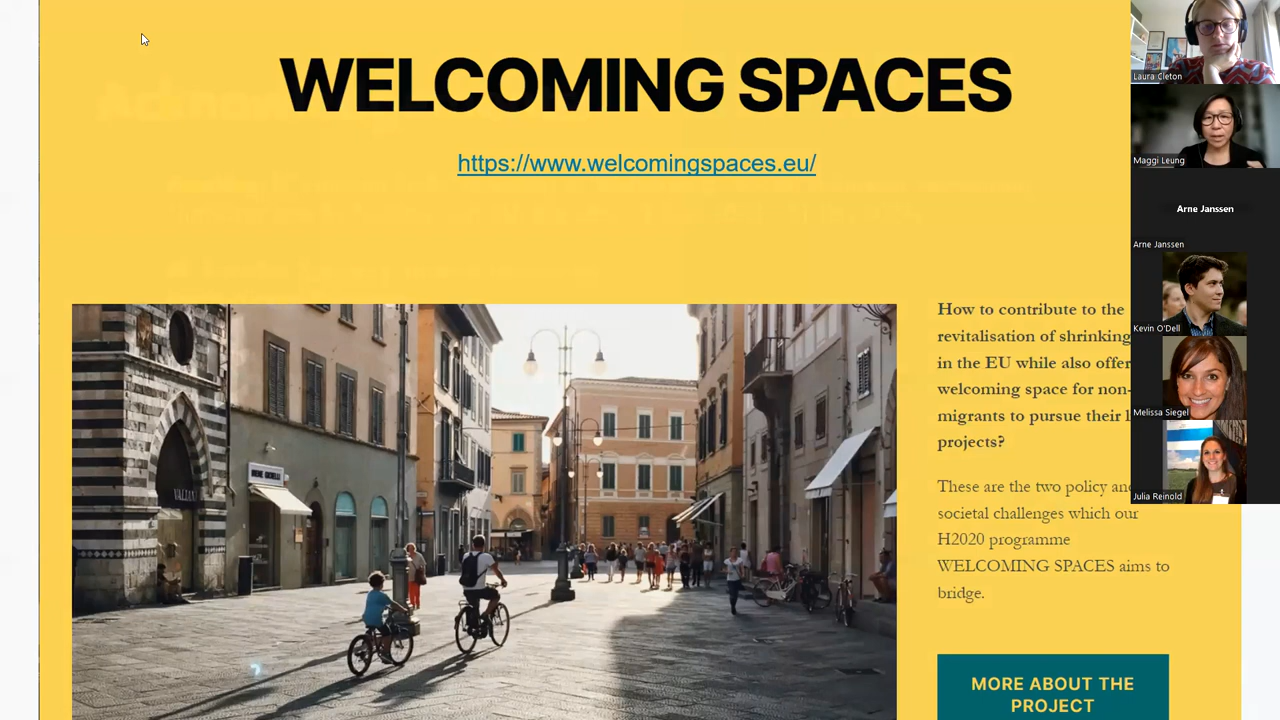 WELCOMING SPACES
https://www.welcomingspaces.eu/
How to contribute to the
revitalisation of shrinking
in the EU while also offer
welcoming space for non-
migrants to pursue their l
projects?
These are the two policy and
societal challenges which our
H2020 programme
WELCOMING SPACES aims to
bridge.
MORE ABOUT THE
PROJECT
Laura Cleton
Maggi Leung
Arne Janssen
Arne Janssen
Kevin O'Dell
Melissa Siegel
Julia Reinold